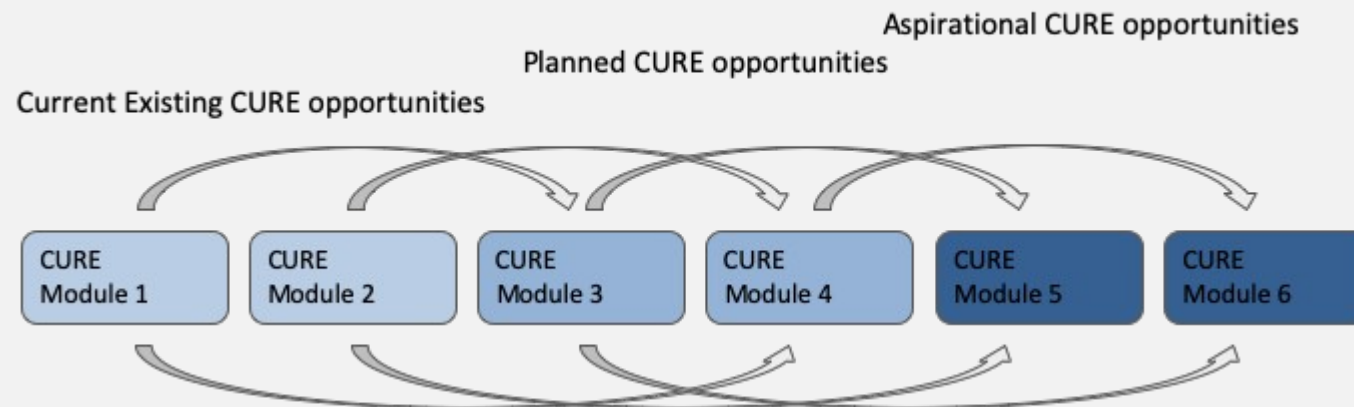 Aspirational CURE opportunities
Planned CURE opportunities
Current Existing CURE opportunities
CURE
Module 1
CURE
Module 2
CURE
Module 3
CURE
Module 4
CURE
Module 5
CURE
Module 6